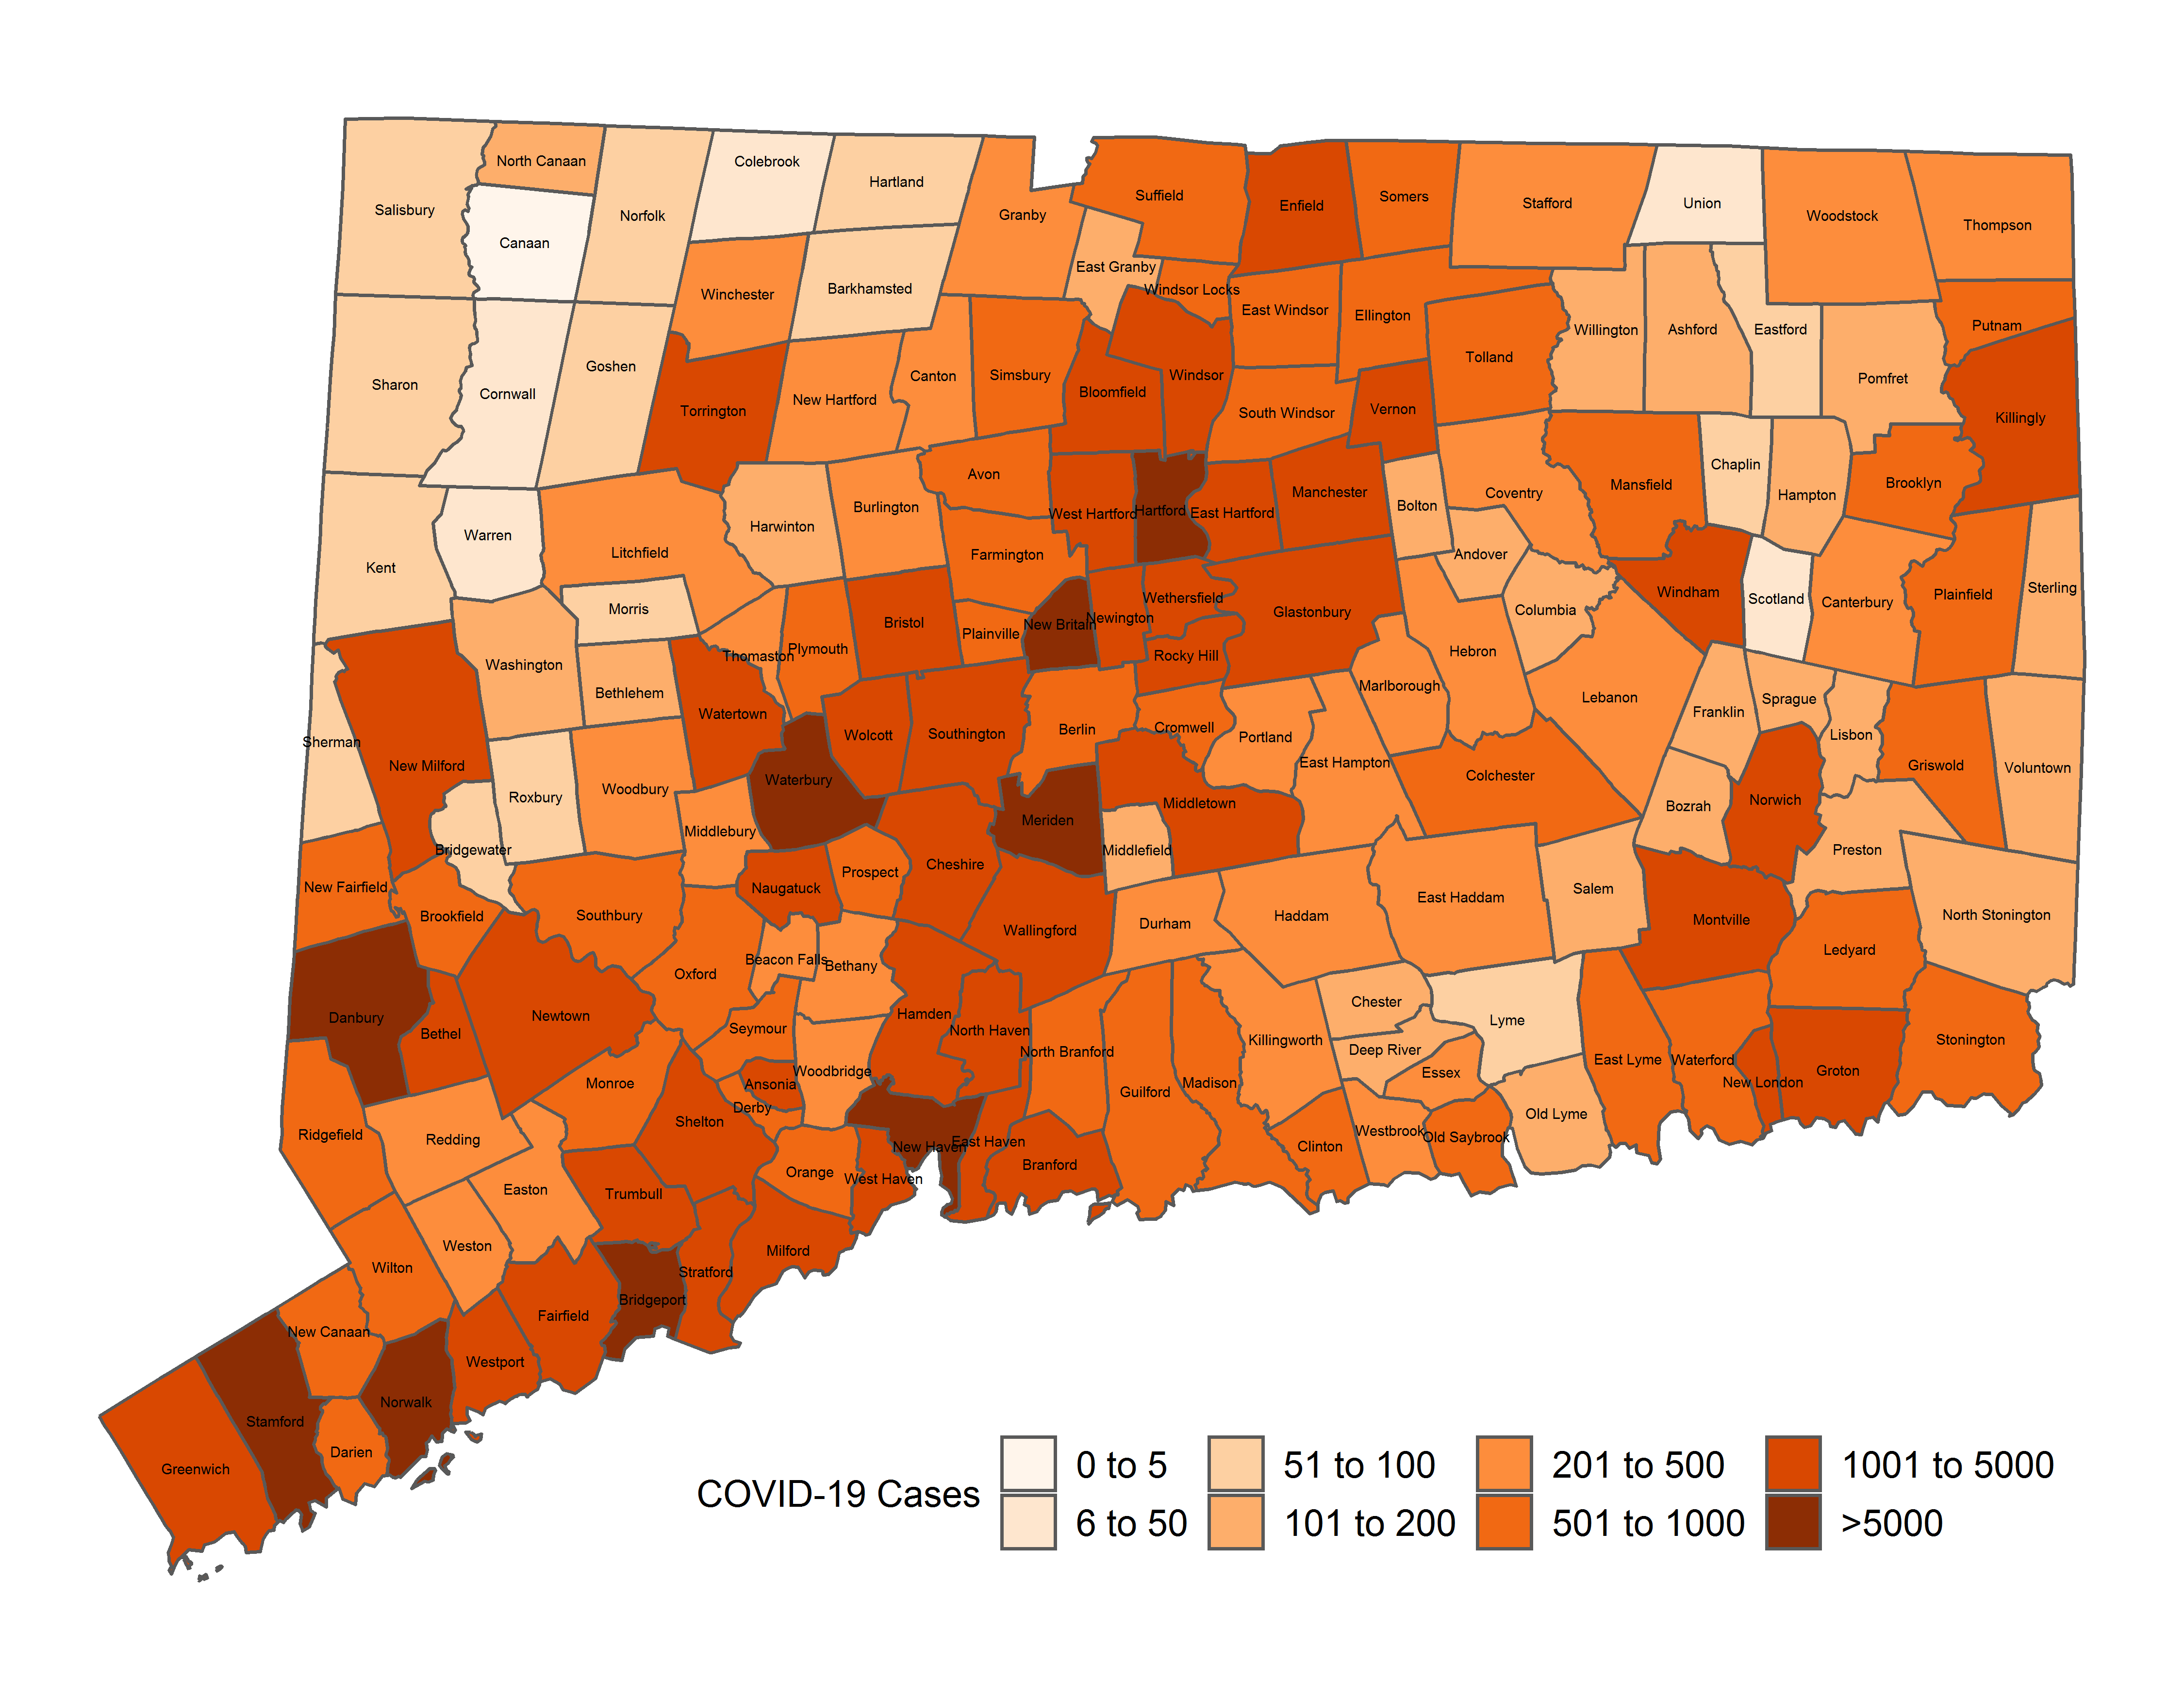 Colebrook
North Canaan
Hartland
Suffield
Somers
Enfield
Stafford
Union
Salisbury
Norfolk
Granby
Woodstock
Thompson
Canaan
East Granby
Barkhamsted
Windsor Locks
Winchester
East Windsor
Ellington
Putnam
Willington
Ashford
Eastford
Tolland
Goshen
Canton
Simsbury
Windsor
Pomfret
Sharon
Cornwall
Bloomfield
New Hartford
Torrington
South Windsor
Vernon
Killingly
Chaplin
Avon
Mansfield
Brooklyn
Manchester
Coventry
Hampton
Burlington
Bolton
West Hartford
Hartford
East Hartford
Harwinton
Warren
Litchfield
Farmington
Andover
Kent
Sterling
Windham
Plainfield
Wethersfield
Scotland
Canterbury
Morris
Columbia
Glastonbury
Newington
Bristol
New Britain
Plainville
Plymouth
Hebron
Thomaston
Rocky Hill
Washington
Marlborough
Bethlehem
Lebanon
Sprague
Franklin
Watertown
Cromwell
Berlin
Southington
Wolcott
Lisbon
Portland
Sherman
East Hampton
New Milford
Griswold
Voluntown
Colchester
Waterbury
Woodbury
Roxbury
Norwich
Middletown
Bozrah
Meriden
Middlebury
Bridgewater
Middlefield
Preston
Cheshire
Prospect
New Fairfield
Naugatuck
Salem
East Haddam
Southbury
Brookfield
Haddam
North Stonington
Montville
Durham
Wallingford
Ledyard
Beacon Falls
Bethany
Oxford
Chester
Hamden
Newtown
Danbury
Lyme
Seymour
North Haven
Bethel
Killingworth
Stonington
Deep River
North Branford
East Lyme
Waterford
Woodbridge
Groton
Essex
Monroe
Madison
New London
Ansonia
Guilford
Derby
Old Lyme
Shelton
Westbrook
Ridgefield
Old Saybrook
Redding
East Haven
New Haven
Clinton
Branford
Orange
West Haven
Easton
Trumbull
Weston
Milford
Wilton
Stratford
Bridgeport
Fairfield
New Canaan
Westport
Norwalk
Stamford
Darien
Greenwich
COVID-19 Cases
0 to 5
51 to 100
201 to 500
1001 to 5000
6 to 50
101 to 200
501 to 1000
>5000